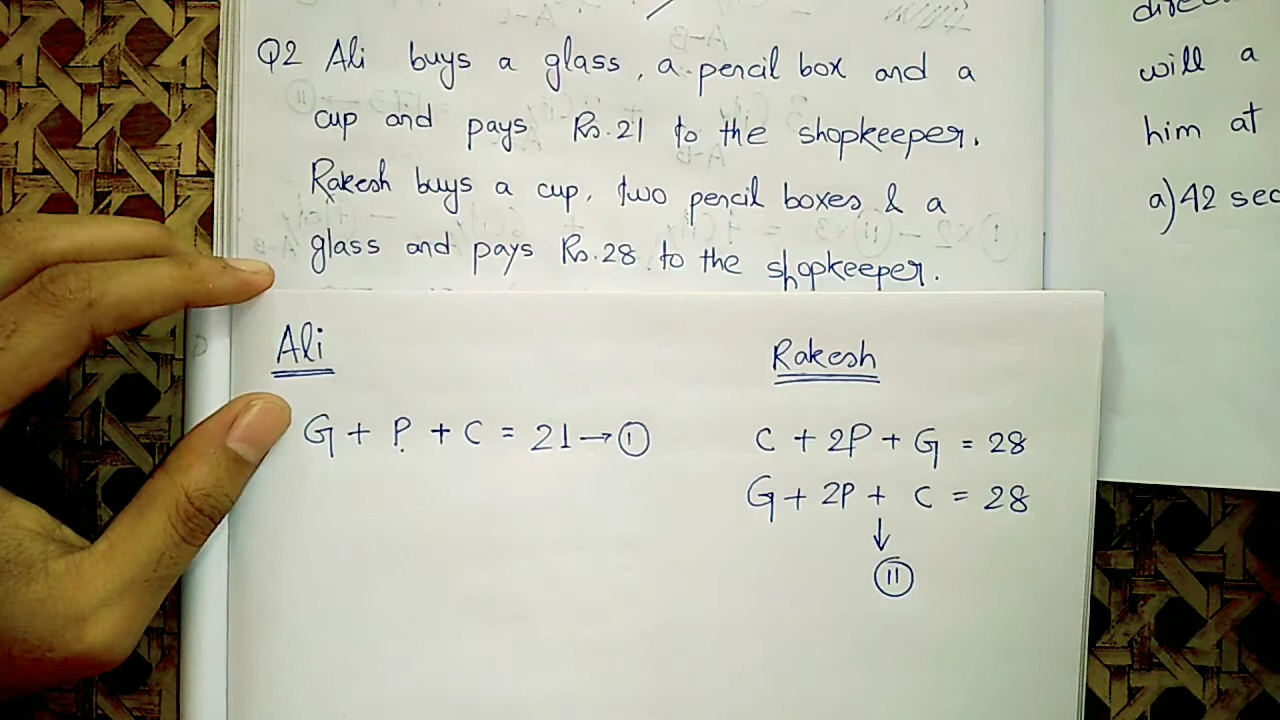 Q2 Ali buys a glass, a pencil box and a
cup and pays Rs.21 to the shopkeeper.
Rakesh buys a cup, two pencil boxes & a
glass and pays Rs.28 to the shopkeeper.
Ali
G + P + C = 21 → I
Rakesh
C + 2P + G = 28
G + 2P + C = 28
↓
II
will a
him at
a) 42 sec